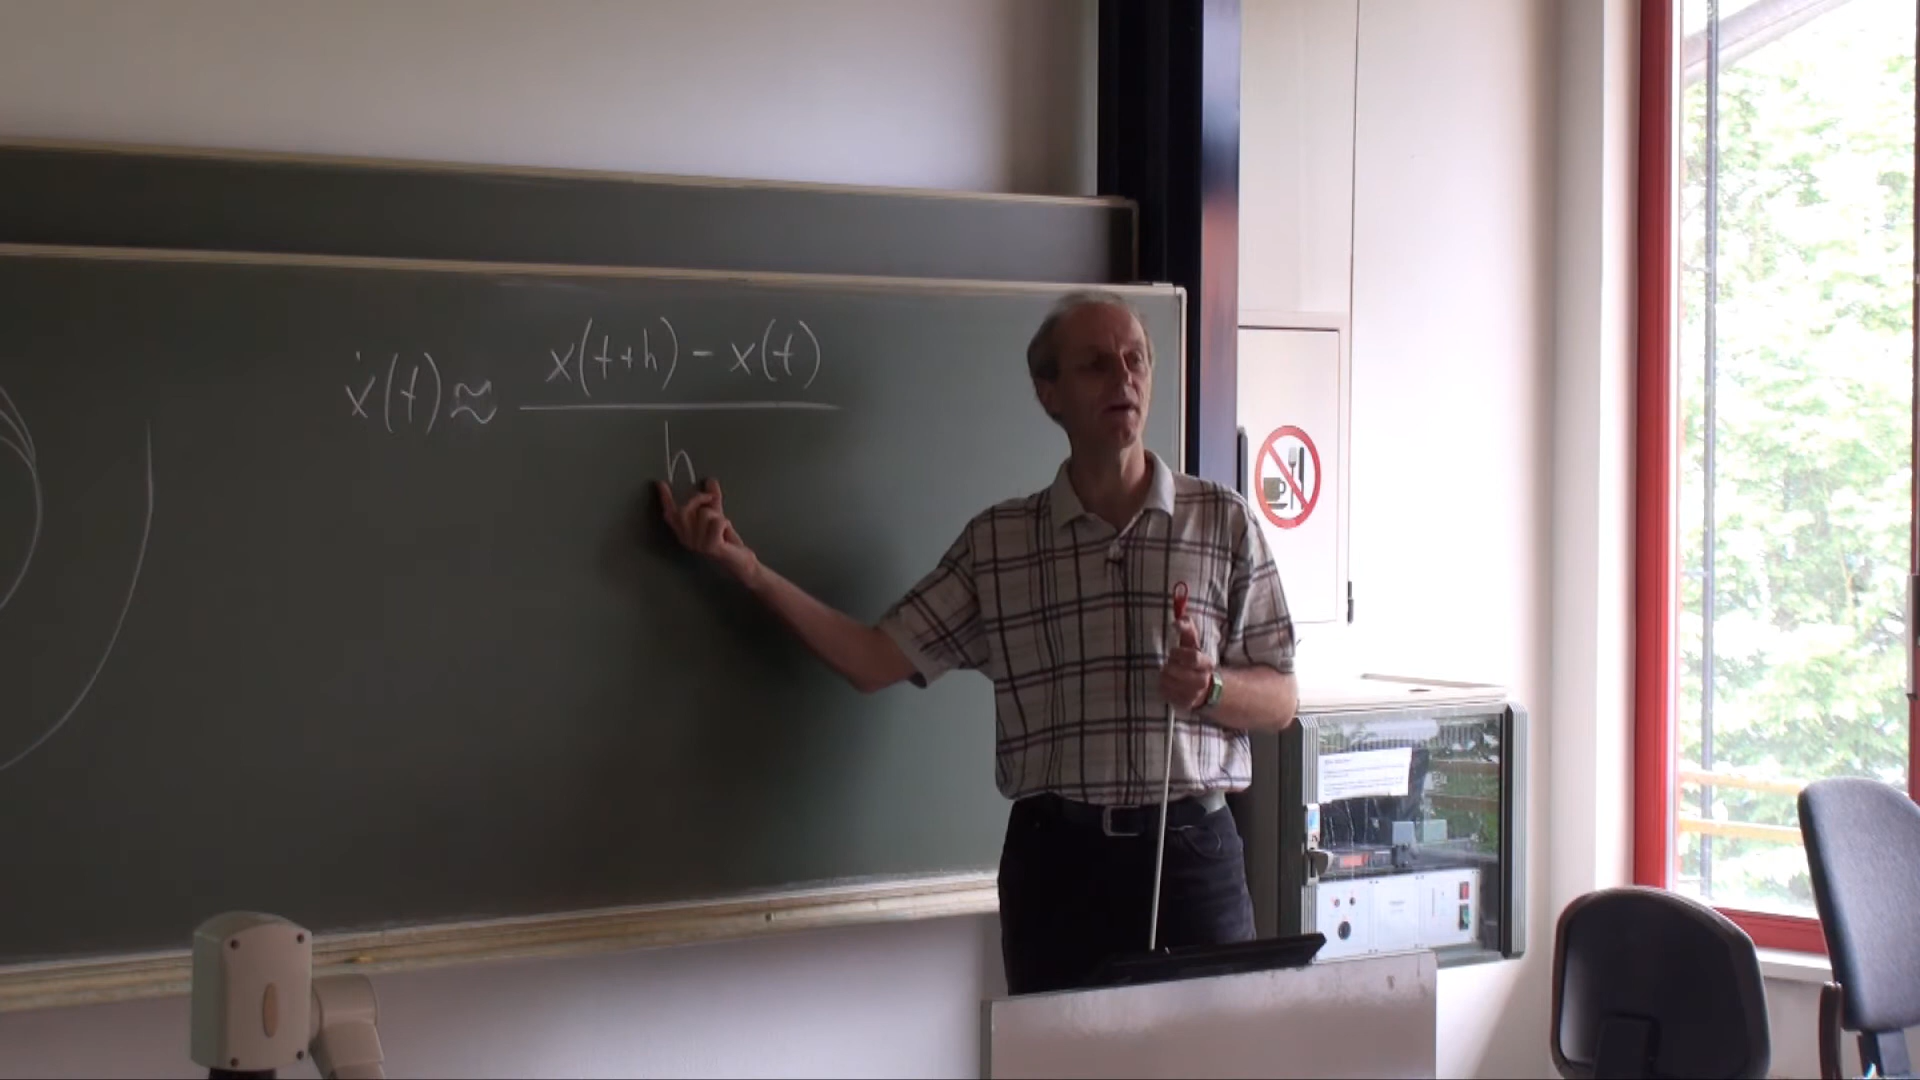 ẋ(t) ≈ x(t+h) - x(t)
h